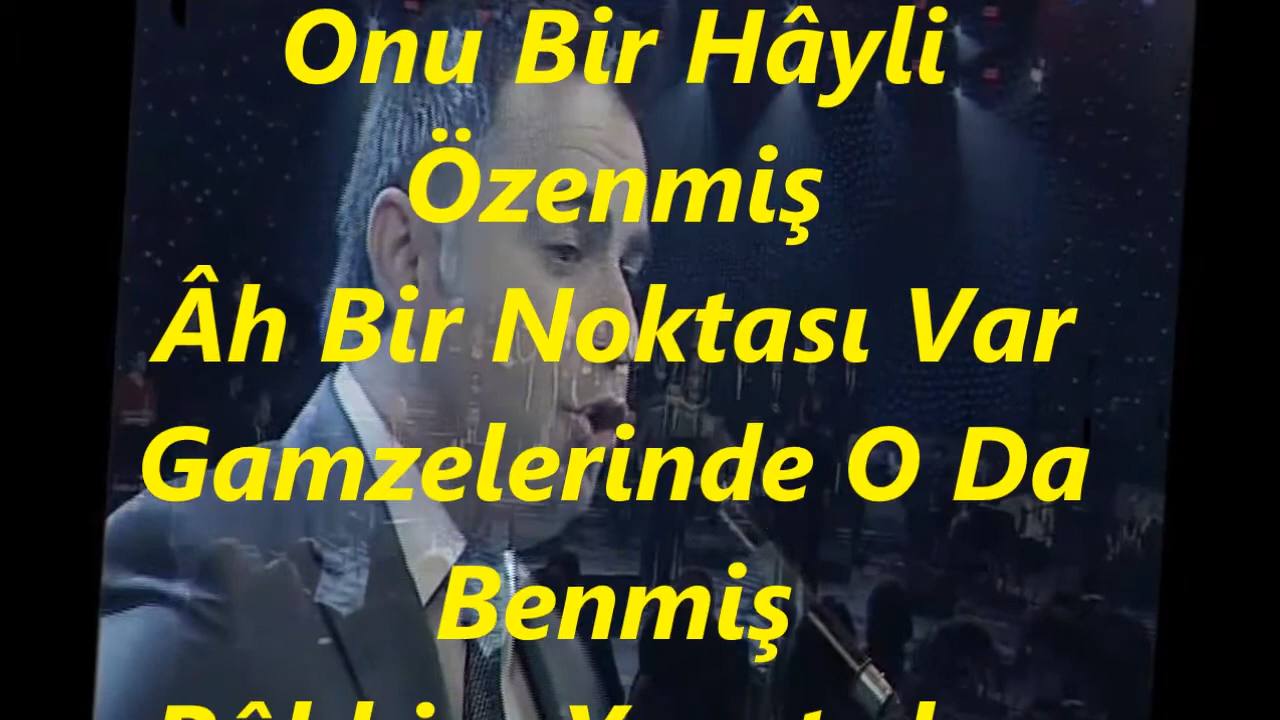 Onu Bir Hâyli
Özenmiş
Âh Bir Noktası Var
Gamzelerinde O Da
Benmiş